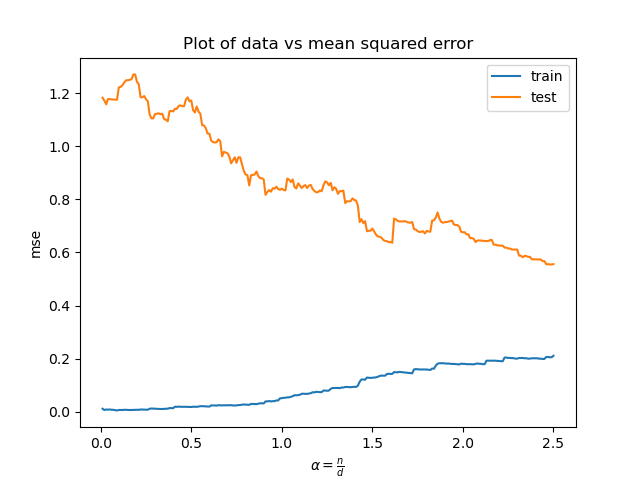 Plot of data vs mean squared error
train
test
mse
1.2
1.0
0.8
0.6
0.4
0.2
0.0
0.0 0.5 1.0 1.5 2.0 2.5
α = n/d